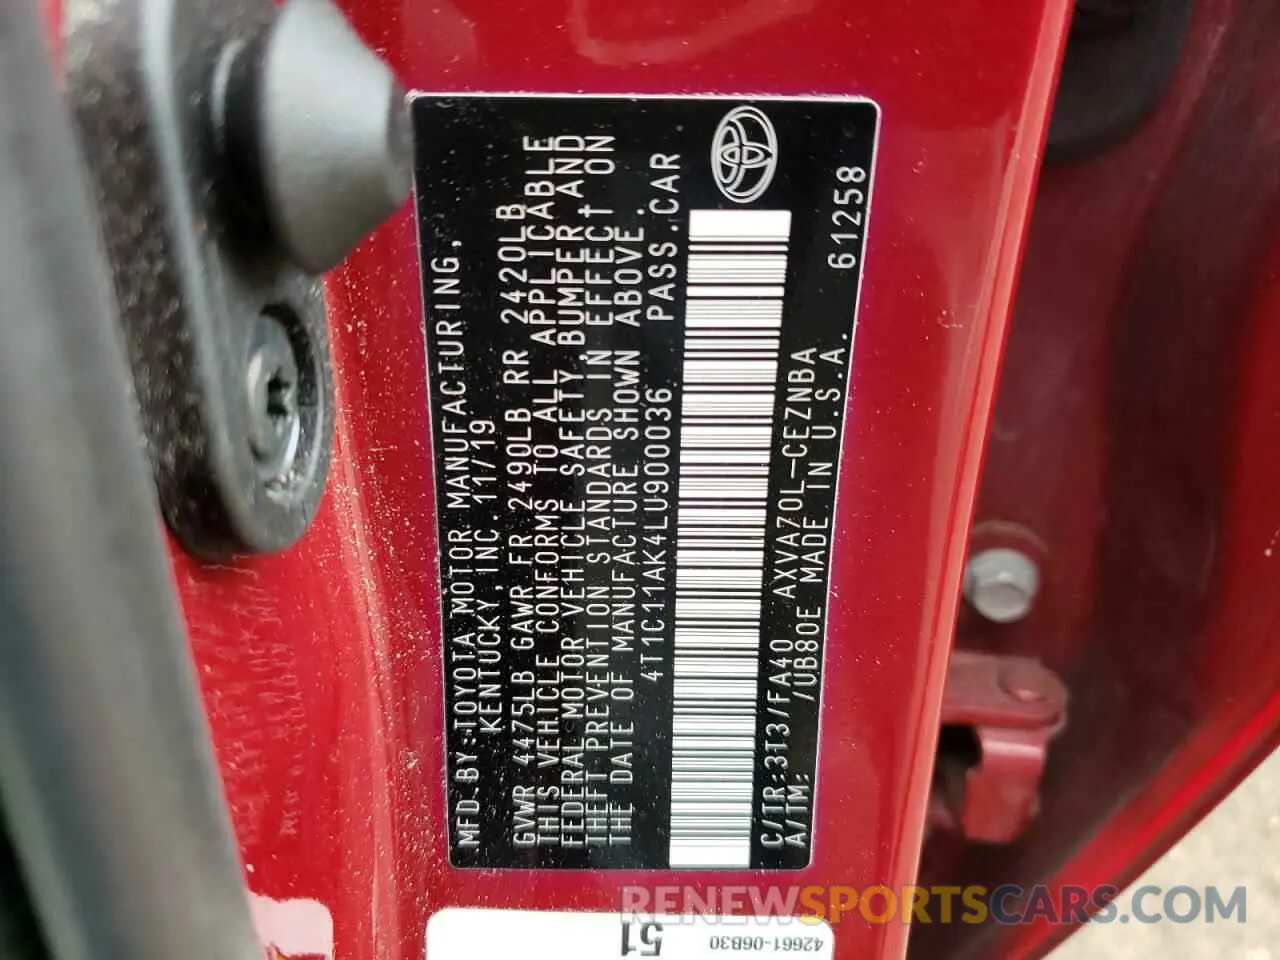 MFD.BY:TOYOTA MOTOR MANUFACTURING,
KENTUCKY,INC. 11/19
GVWR 4475LB GAWR FR 2490LB RR 2420LB
THIS VEHICLE CONFORMS TO ALL APPLICABLE
FEDERAL MOTOR VEHICLE SAFETY,BUMPER,AND
THEFT PREVENTION STANDARDS IN EFFECT ON
THE DATE OF MANUFACTURE SHOWN ABOVE.
4T1C11AK4LU900036 PASS.CAR
C/TR:3T3/FA40 AXVA70L-CEZNBA 61258
A/TM: /UB80E MADE IN U.S.A.
42661-06B30
51
RENEWSPORTSCARS.COM